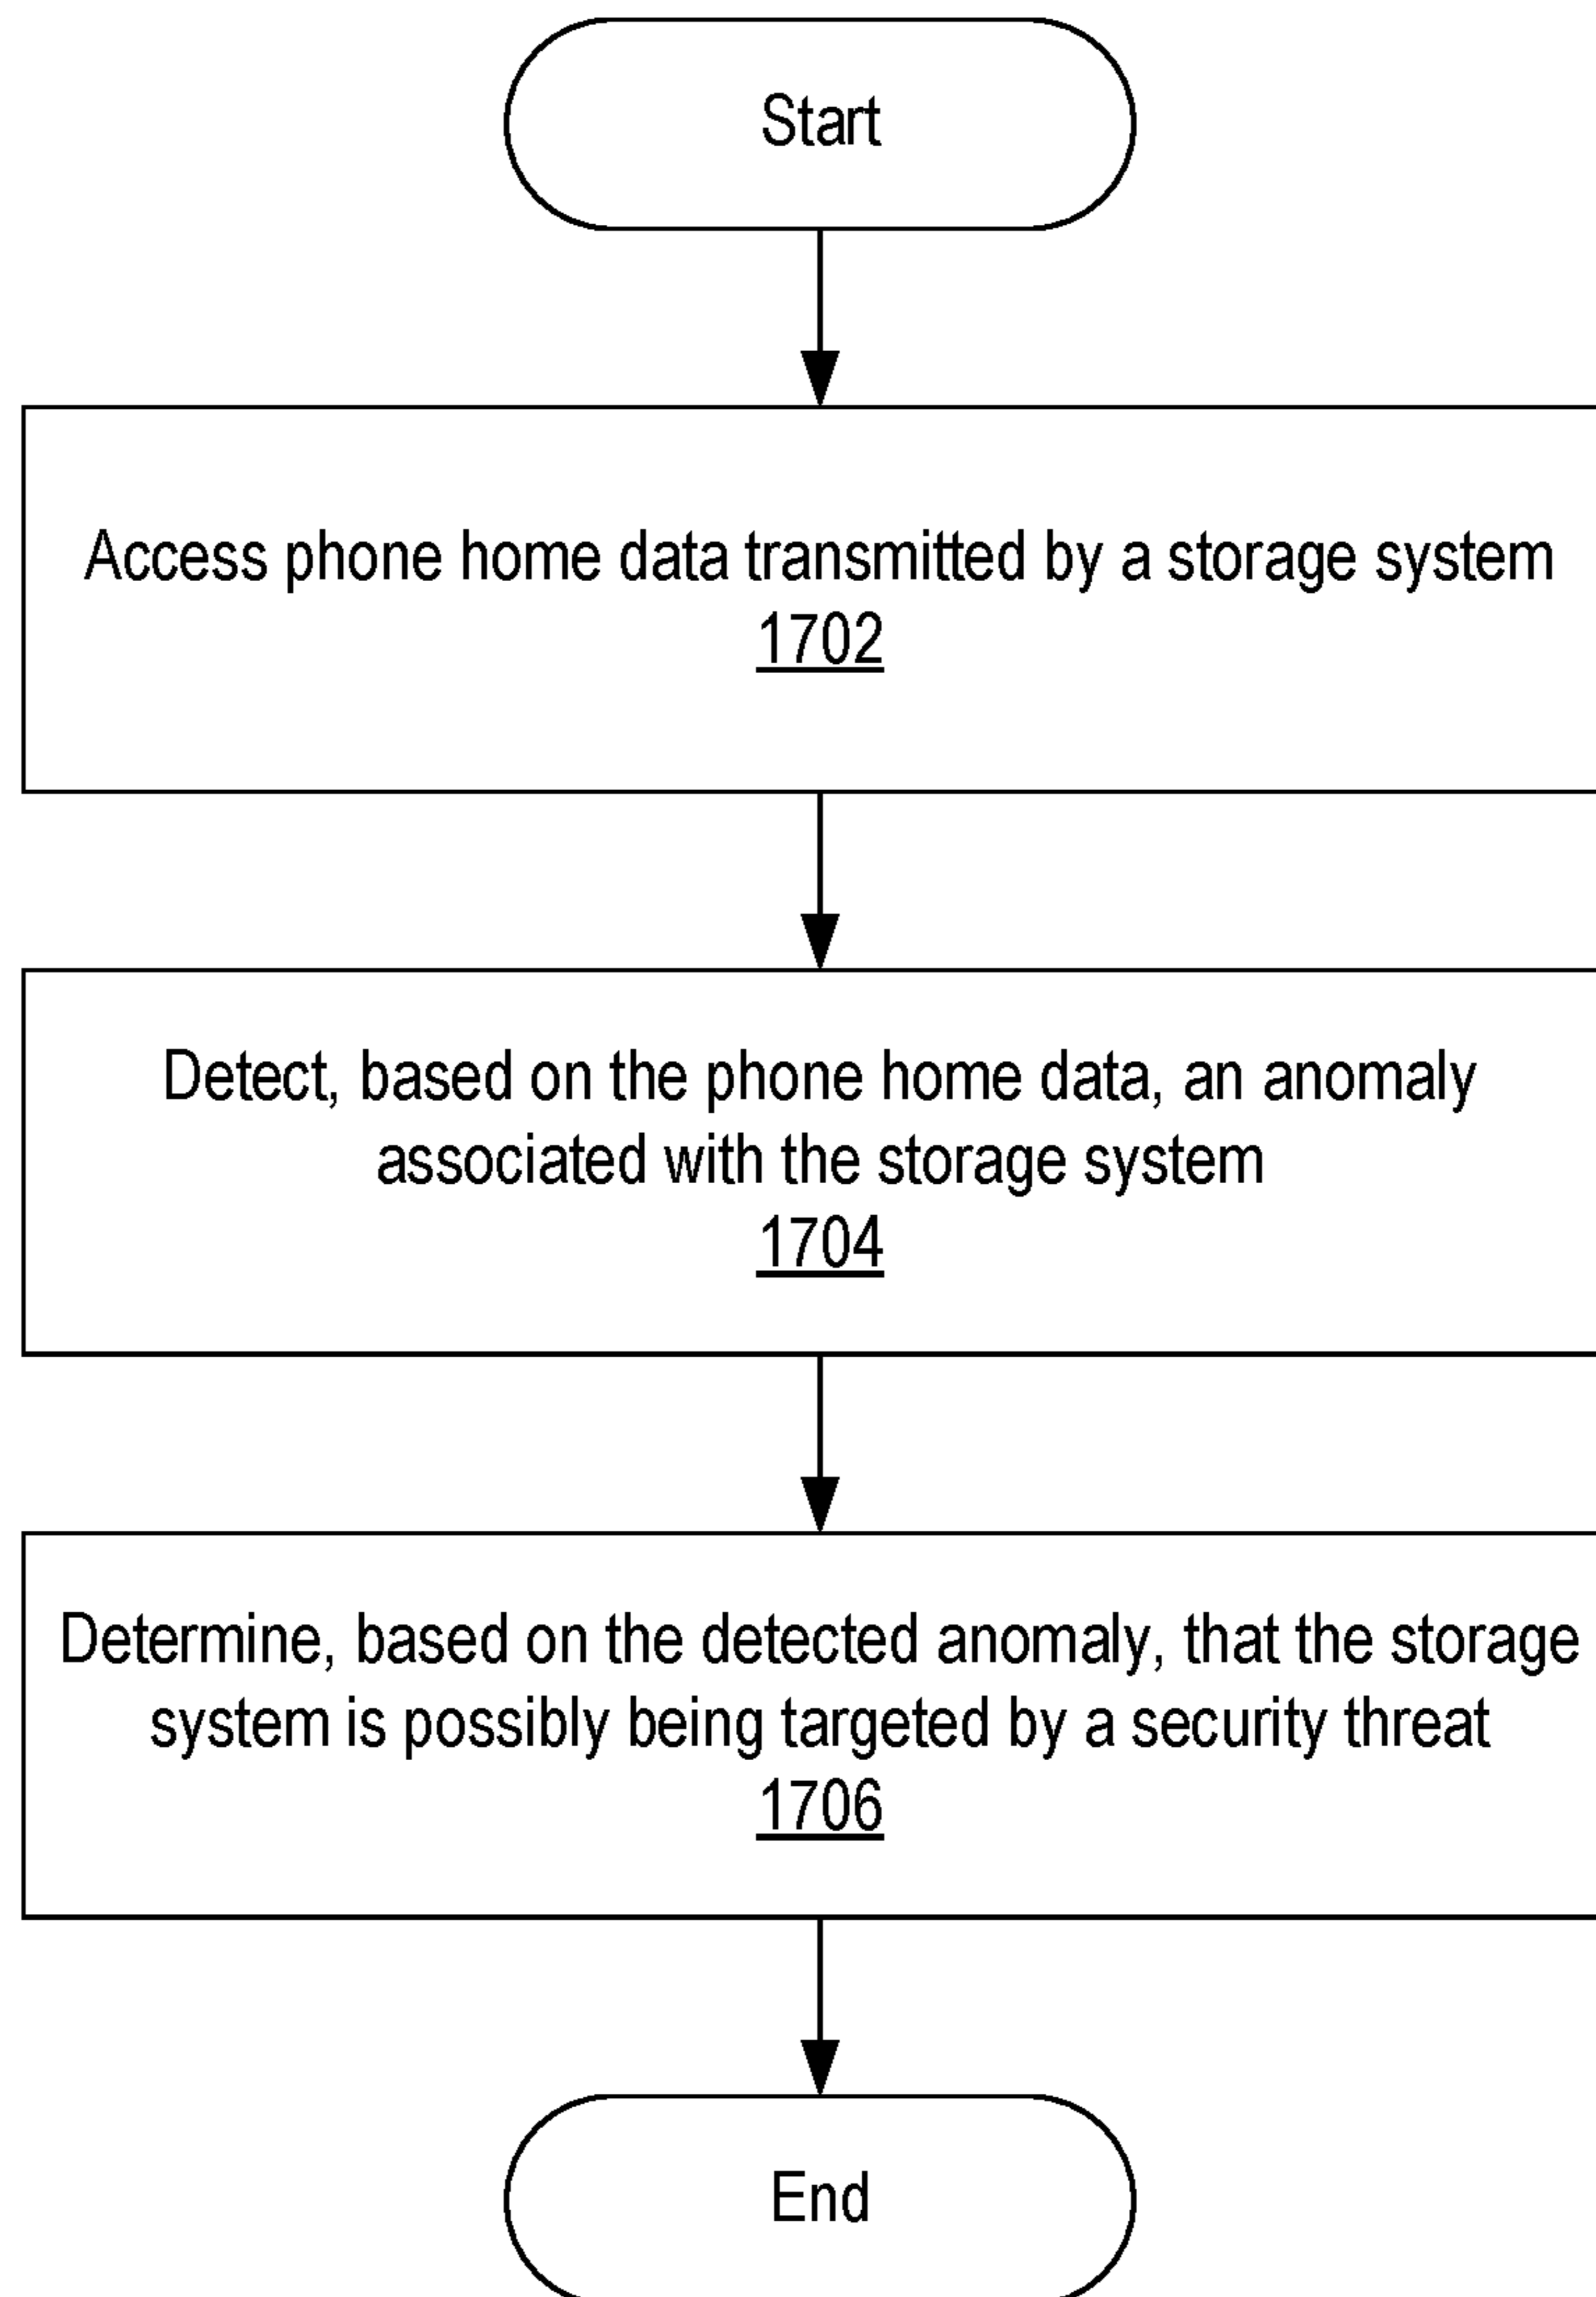 Start
Access phone home data transmitted by a storage system
1702
Detect, based on the phone home data, an anomaly
associated with the storage system
1704
Determine, based on the detected anomaly, that the storage
system is possibly being targeted by a security threat
1706
End